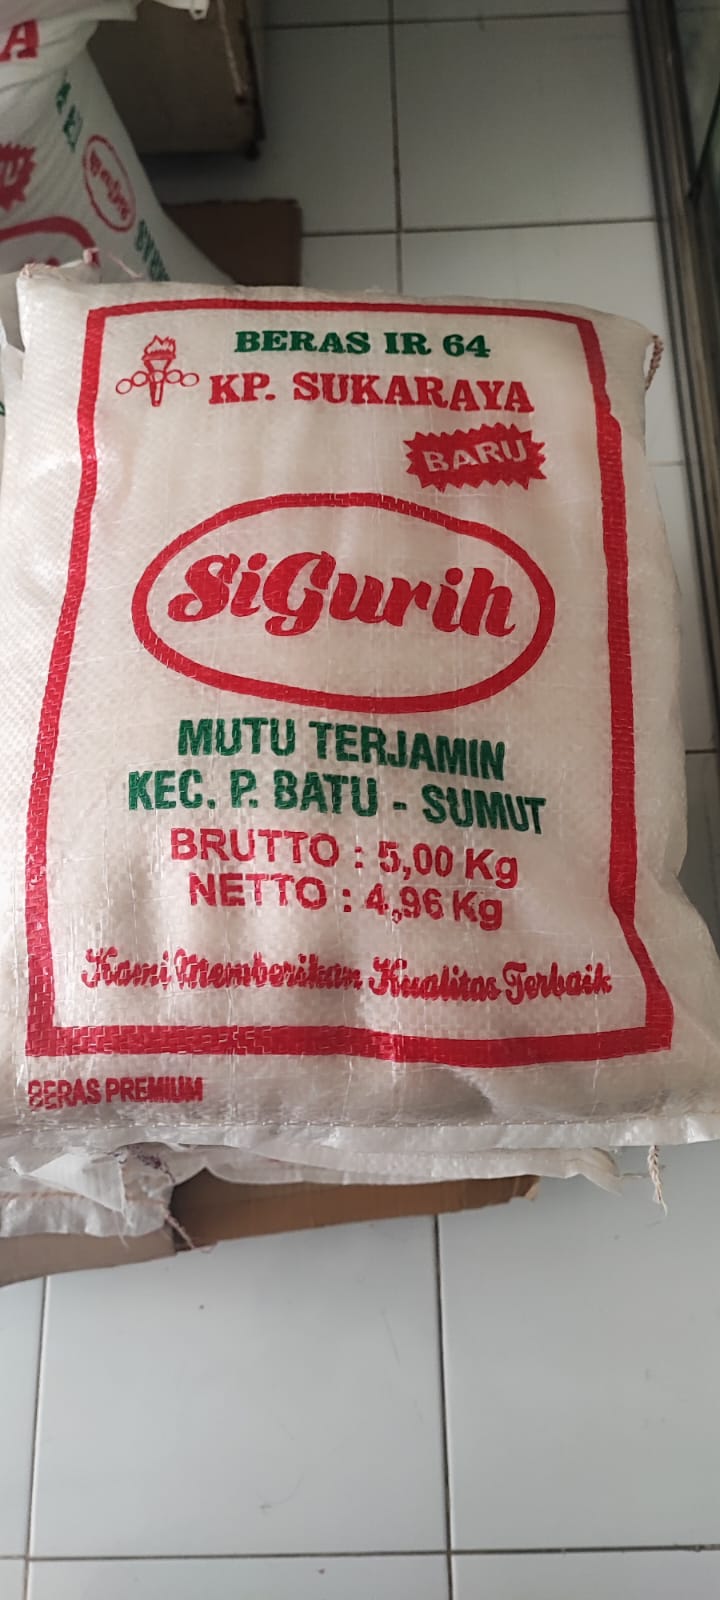 BERAS IR 64
KP. SUKARAYA
BARU
SiGurih
MUTU TERJAMIN
KEC. P. BATU - SUMUT
BRUTTO : 5,00 Kg
NETTO : 4,96 Kg
Kami Memberikan Kualitas Terbaik
BERAS PREMIUM